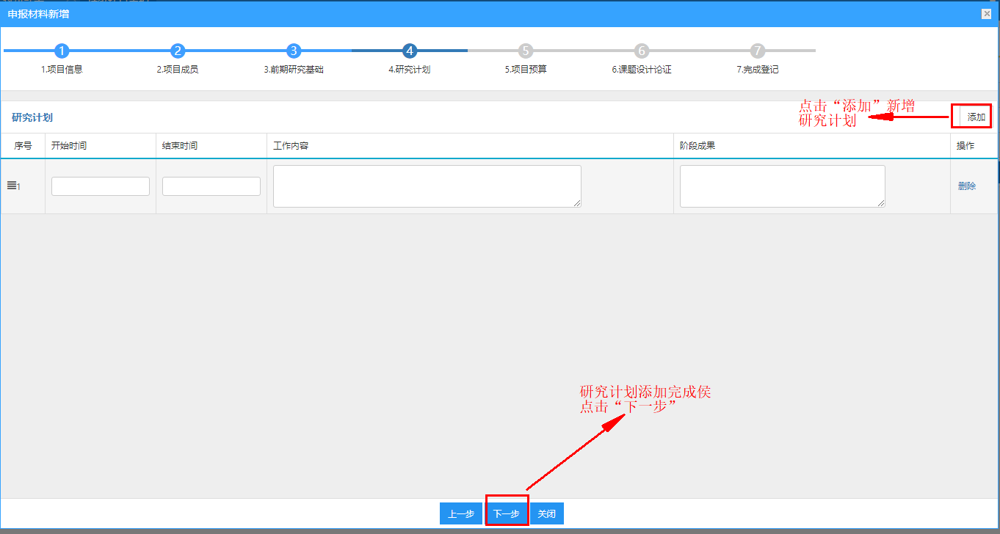 申报材料新增
1 2 3 4 5 6 7
1.项目信息 2.项目成员 3.前期研究基础 4.研究计划 5.项目预算 6.课题设计论证 7.完成登记
点击“添加”新增
研究计划
研究计划
添加
序号 开始时间 结束时间 工作内容 阶段成果 操作
1 删除
研究计划添加完成侯
点击“下一步”
上一步 下一步 关闭